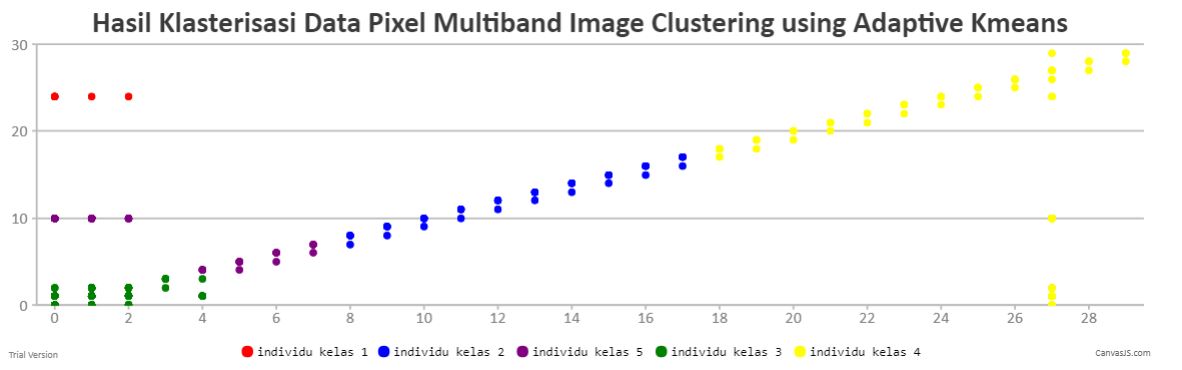 Hasil Klasterisasi Data Pixel Multiband Image Clustering using Adaptive Kmeans
30
20
10
0
0 2 4 6 8 10 12 14 16 18 20 22 24 26 28
individu kelas 1 individu kelas 2 individu kelas 5 individu kelas 3 individu kelas 4
Trial Version
CanvasJS.com